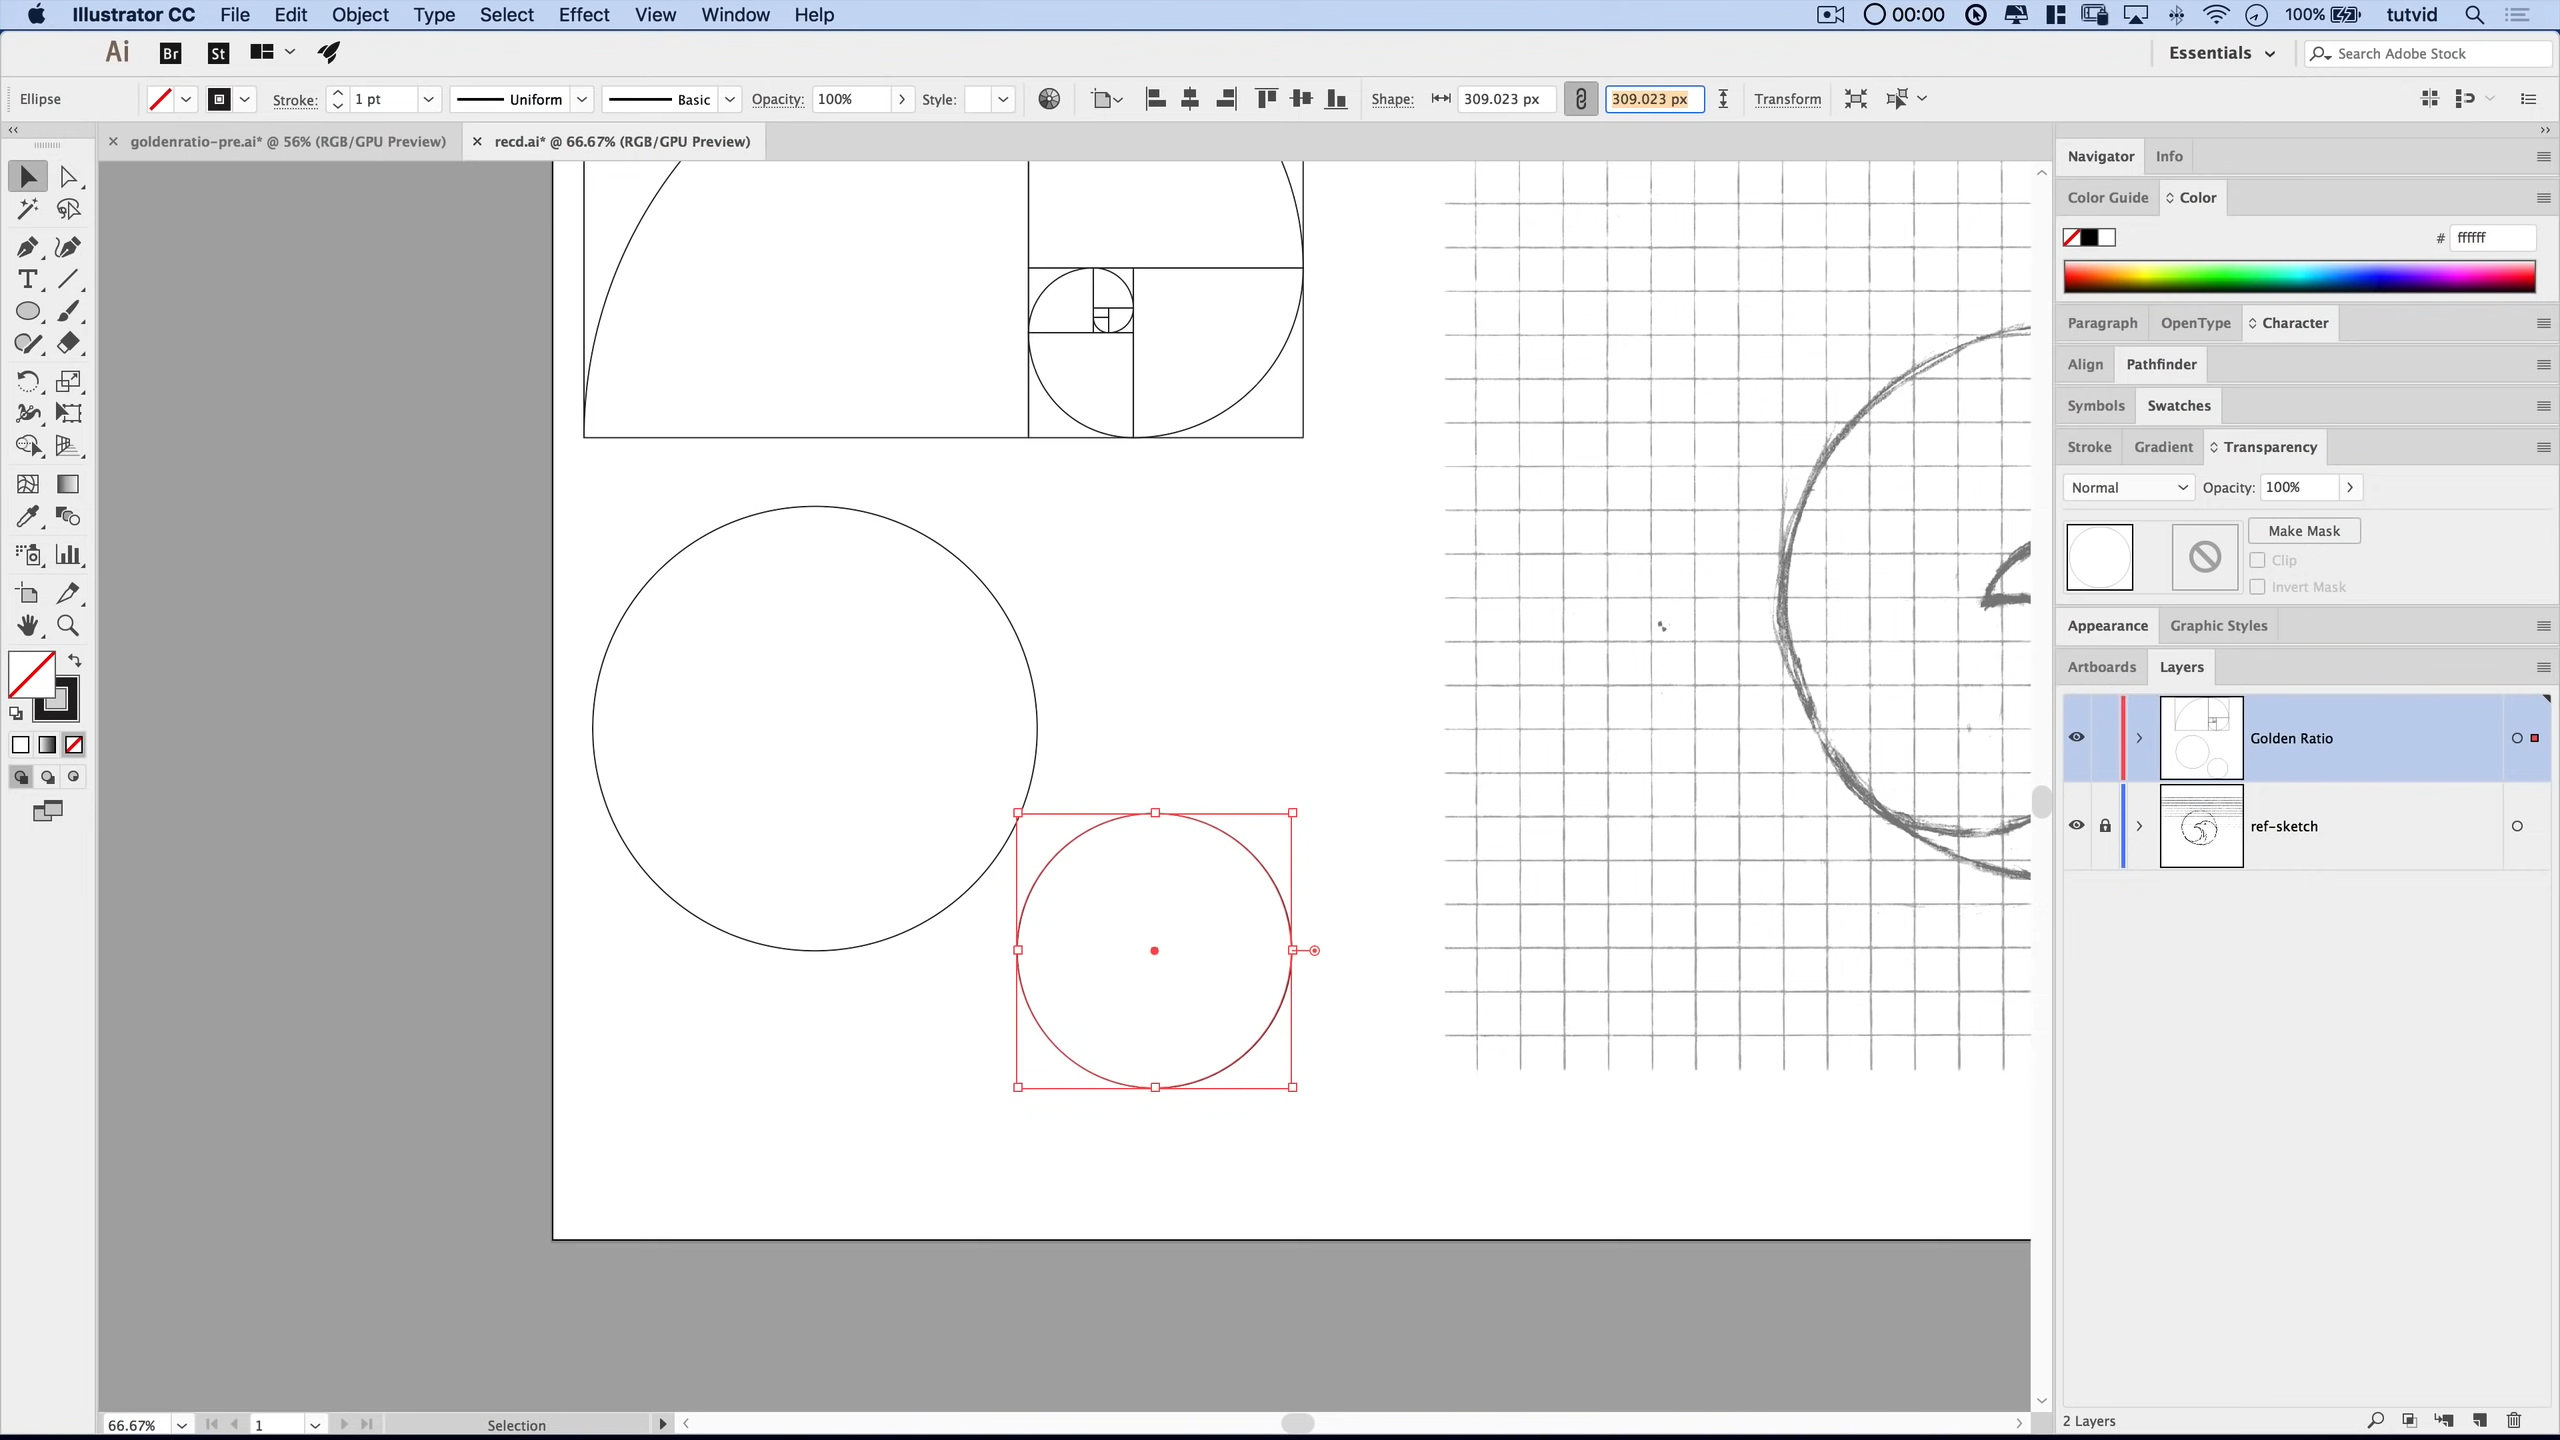 Illustrator CC File Edit Object Type Select Effect View Window Help 00:00 100% tutvid
Ai Br St Essentials Search Adobe Stock
Ellipse Stroke: 1 pt Uniform Basic Opacity: 100% Style: Shape: 309.023 px 309.023 px Transform
goldenratio-pre.ai* @ 56% (RGB/GPU Preview) recd.ai* @ 66.67% (RGB/GPU Preview)
Navigator Info
Color Guide Color
# ffffff
Paragraph OpenType Character
Align Pathfinder
Symbols Swatches
Stroke Gradient Transparency
Normal Opacity: 100%
Make Mask
Clip
Invert Mask
Appearance Graphic Styles
Artboards Layers
Golden Ratio
ref-sketch
66.67% 1 Selection 2 Layers